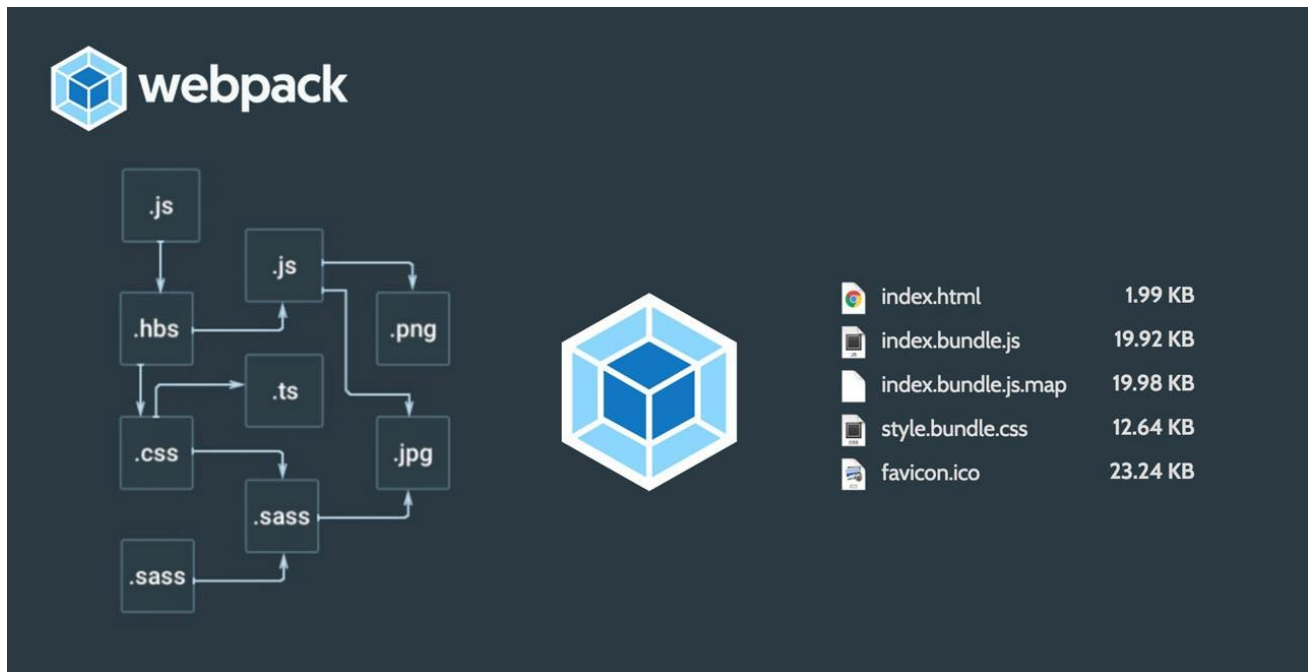 webpack
.js
.js
.hbs
.png
.ts
.css
.jpg
.sass
.sass
index.html 1.99 KB
index.bundle.js 19.92 KB
index.bundle.js.map 19.98 KB
style.bundle.css 12.64 KB
favicon.ico 23.24 KB